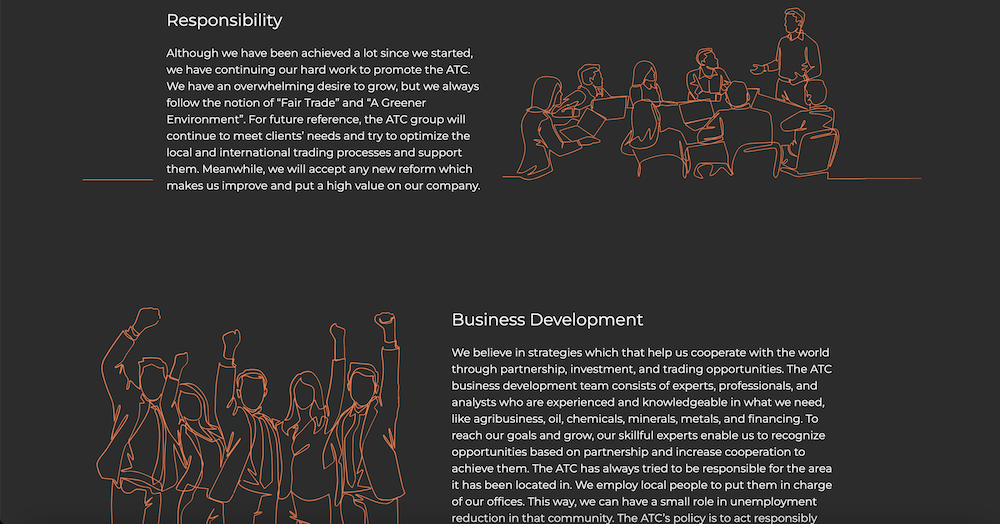 Responsibility
Although we have been achieved a lot since we started,
we have continuing our hard work to promote the ATC.
We have an overwhelming desire to grow, but we always
follow the notion of “Fair Trade” and “A Greener
Environment”. For future reference, the ATC group will
continue to meet clients’ needs and try to optimize the
local and international trading processes and support
them. Meanwhile, we will accept any new reform which
makes us improve and put a high value on our company.
Business Development
We believe in strategies which that help us cooperate with the world
through partnership, investment, and trading opportunities. The ATC
business development team consists of experts, professionals, and
analysts who are experienced and knowledgeable in what we need,
like agribusiness, oil, chemicals, minerals, metals, and financing. To
reach our goals and grow, our skillful experts enable us to recognize
opportunities based on partnership and increase cooperation to
achieve them. The ATC has always tried to be responsible for the area
it has been located in. We employ local people to put them in charge
of our offices. This way, we can have a small role in unemployment
reduction in that community. The ATC’s policy is to act responsibly